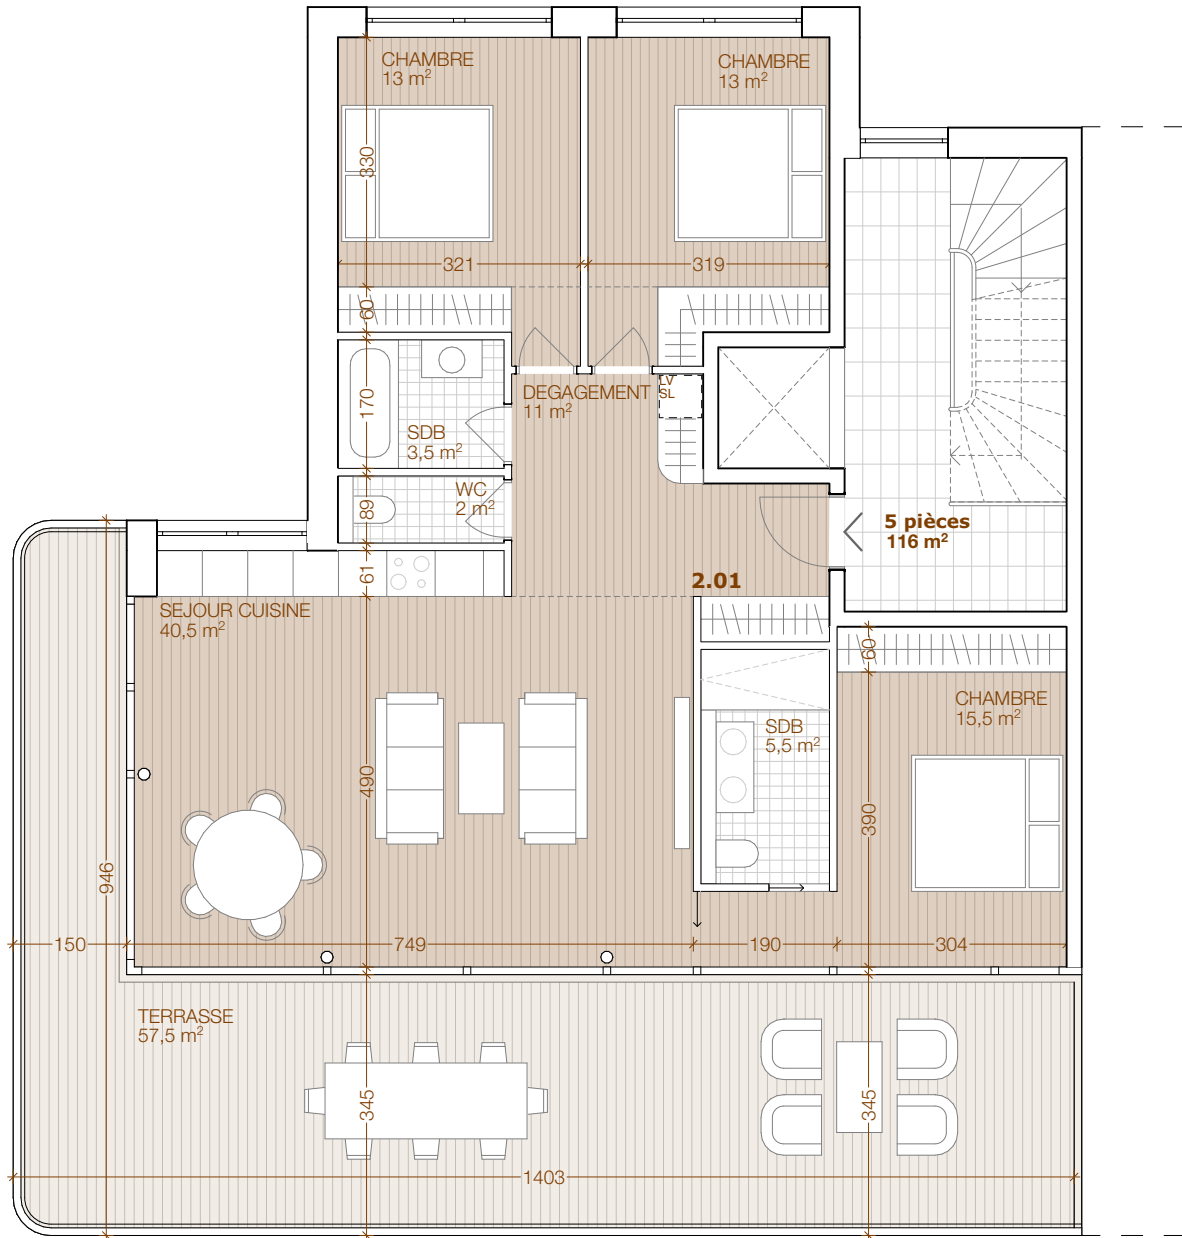 CHAMBRE
13 m²
CHAMBRE
13 m²
330
321
319
60
170
SDB
3,5 m²
DEGAGEMENT
11 m²
LV
SL
WC
2 m²
89
61
5 pièces
116 m²
2.01
SEJOUR CUISINE
40,5 m²
60
CHAMBRE
15,5 m²
SDB
5,5 m²
490
390
946
150
749
190
304
TERRASSE
57,5 m²
345
345
1403